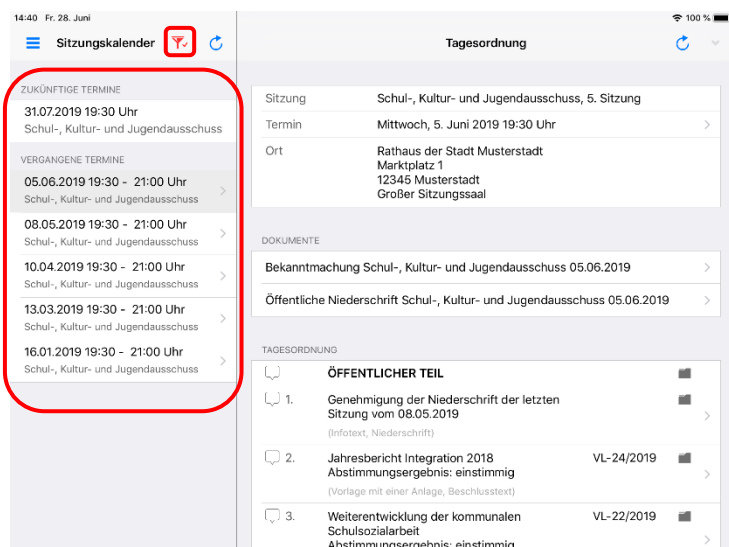 14:40 Fr. 28. Juni
100 %
Sitzungskalender
Tagesordnung
ZUKÜNFTIGE TERMINE
31.07.2019 19:30 Uhr
Schul-, Kultur- und Jugendausschuss
VERGANGENE TERMINE
05.06.2019 19:30 - 21:00 Uhr
Schul-, Kultur- und Jugendausschuss
08.05.2019 19:30 - 21:00 Uhr
Schul-, Kultur- und Jugendausschuss
10.04.2019 19:30 - 21:00 Uhr
Schul-, Kultur- und Jugendausschuss
13.03.2019 19:30 - 21:00 Uhr
Schul-, Kultur- und Jugendausschuss
16.01.2019 19:30 - 21:00 Uhr
Schul-, Kultur- und Jugendausschuss
Sitzung Schul-, Kultur- und Jugendausschuss, 5. Sitzung
Termin Mittwoch, 5. Juni 2019 19:30 Uhr
Ort Rathaus der Stadt Musterstadt
Marktplatz 1
12345 Musterstadt
Großer Sitzungssaal
DOKUMENTE
Bekanntmachung Schul-, Kultur- und Jugendausschuss 05.06.2019
Öffentliche Niederschrift Schul-, Kultur- und Jugendausschuss 05.06.2019
TAGESORDNUNG
ÖFFENTLICHER TEIL
1. Genehmigung der Niederschrift der letzten
Sitzung vom 08.05.2019
(Infotext, Niederschrift)
2. Jahresbericht Integration 2018 VL-24/2019
Abstimmungsergebnis: einstimmig
(Vorlage mit einer Anlage, Beschlusstext)
3. Weiterentwicklung der kommunalen VL-22/2019
Schulsozialarbeit
Abstimmungsergebnis: einstimmig